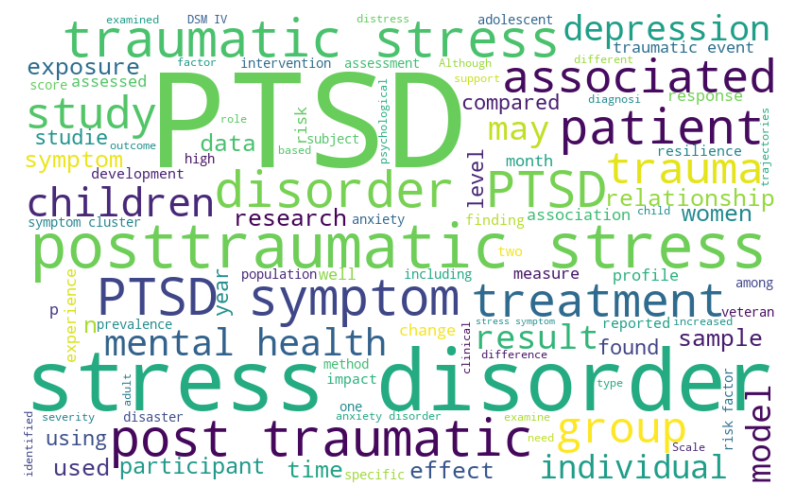 examined
DSM IV
distress
adolescent
traumatic stress
depression
factor
intervention
assessment
Although
different
traumatic event
exposure
PTSD
psychological
support
associated
score
assessed
risk
compared
diagnosi
response
study
role
data
subject
may
patient
trajectories
studie
outcome
based
symptom
high
month
resilience
trauma
development
level
children
disorder PTSD
relationship
symptom cluster
research
anxiety
finding
association
child
women
posttraumatic stress
two
experience
year
population
well
including
measure
profile
among
PTSD symptom
treatment
p
n
prevalence
change
clinical
stress symptom
reported
increased
veteran
mental health
result
found
sample
method
difference
stress disorder
adult
impact
type
risk factor
model
severity
disaster
one
anxiety disorder
examine
group
identified
using
post traumatic
need
Scale
used
participant
time
specific
effect
individual